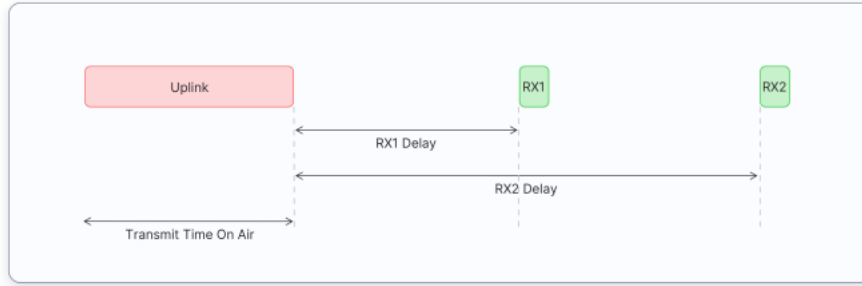 Uplink
RX1
RX2
RX1 Delay
RX2 Delay
Transmit Time On Air